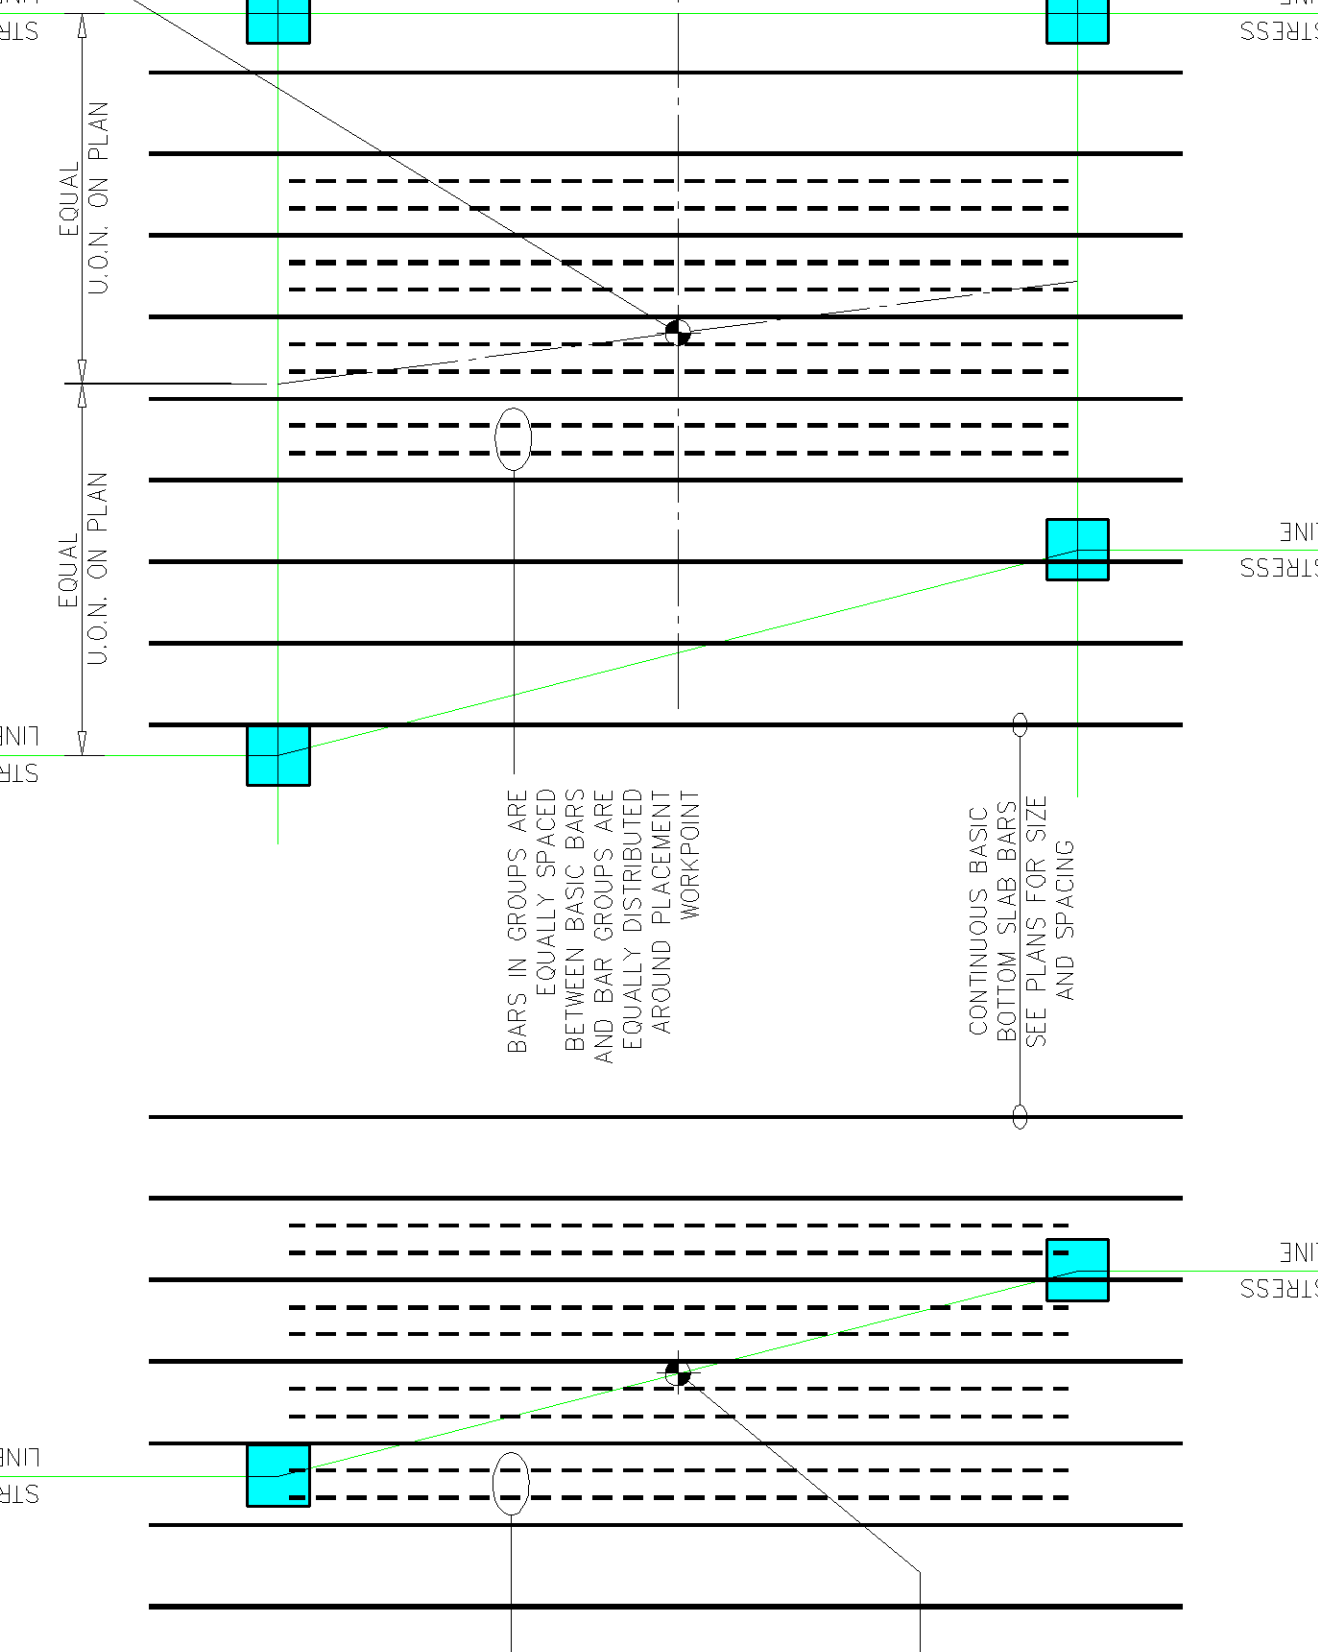 EQUAL
U.O.N. ON PLAN
EQUAL
U.O.N. ON PLAN
BARS IN GROUPS ARE
EQUALLY SPACED
BETWEEN BASIC BARS
AND BAR GROUPS ARE
EQUALLY DISTRIBUTED
AROUND PLACEMENT
WORKPOINT
CONTINUOUS BASIC
BOTTOM SLAB BARS
SEE PLANS FOR SIZE
AND SPACING
STRESS
LINE
STRESS
LINE
STRESS
LINE